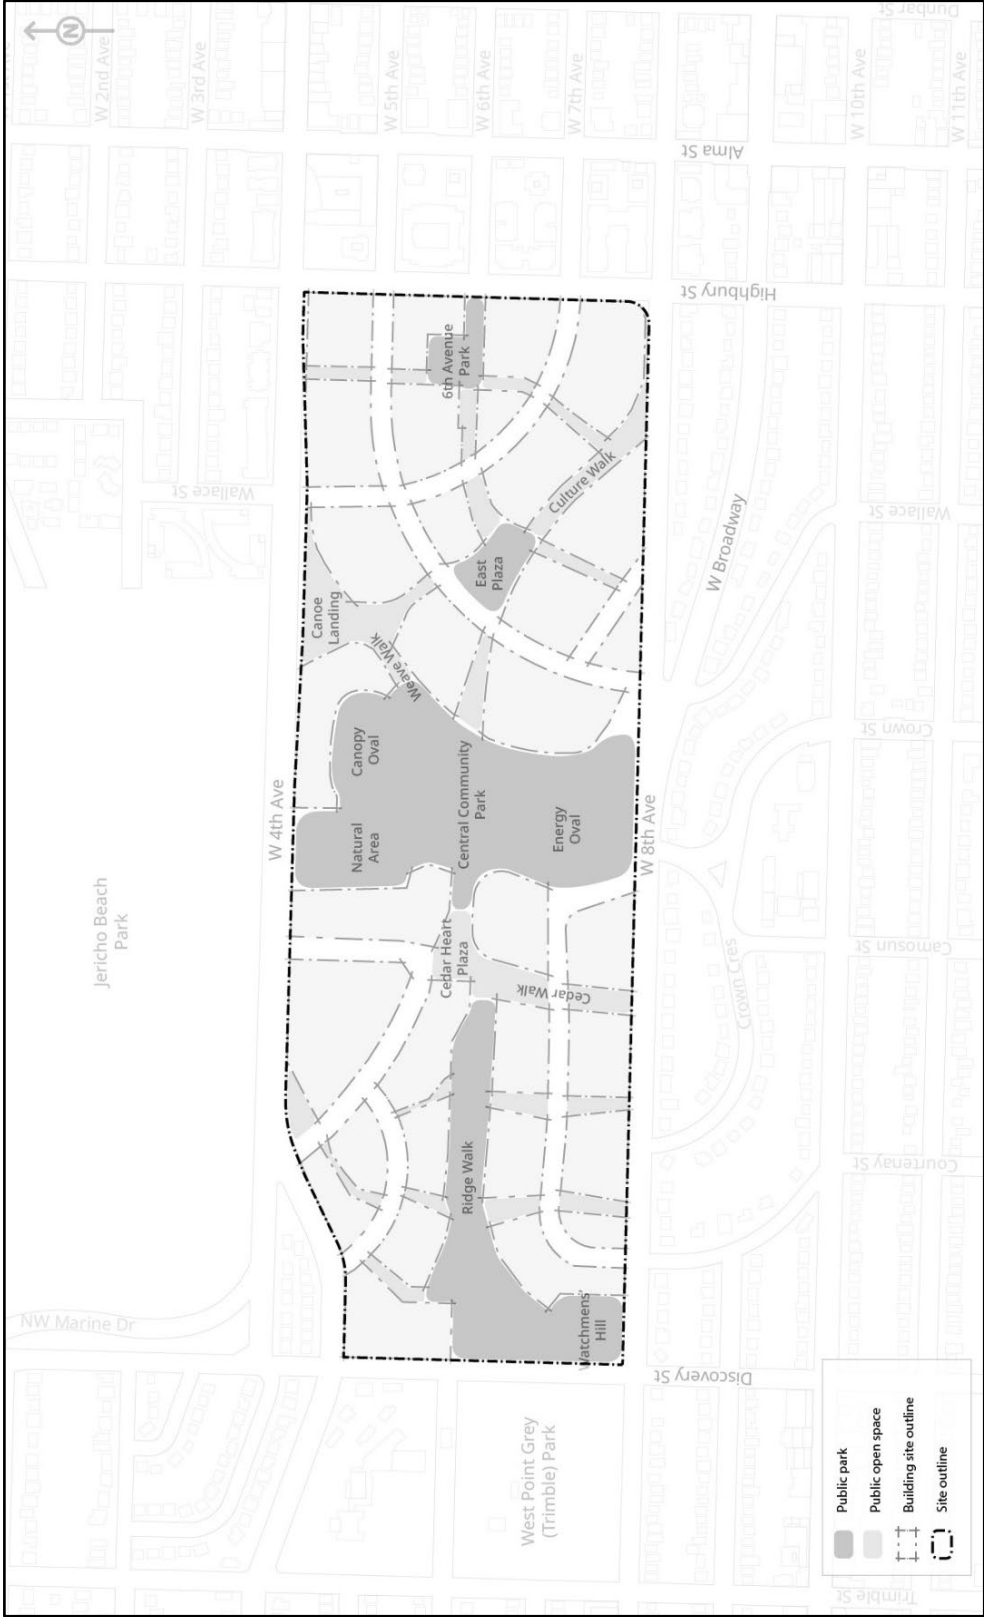 N
W 2nd Ave
W 3rd Ave
W 5th Ave
W 6th Ave
W 7th Ave
W 10th Ave
W 11th Ave
Dunbar St
Alma St
Highbury St
Wallace St
Wallace St
W Broadway
Crown St
Camosun St
Crown Cres
Courtenay St
Discovery St
Trimble St
NW Marine Dr
W 4th Ave
W 8th Ave
Jericho Beach
Park
West Point Grey
(Trimble) Park
6th Avenue
Park
Culture Walk
East
Plaza
Canoe
Landing
Weave Walk
Canopy
Oval
Natural
Area
Central Community
Park
Energy
Oval
Cedar Heart
Plaza
Cedar Walk
Ridge Walk
Watchmens'
Hill
Public park
Public open space
Building site outline
Site outline